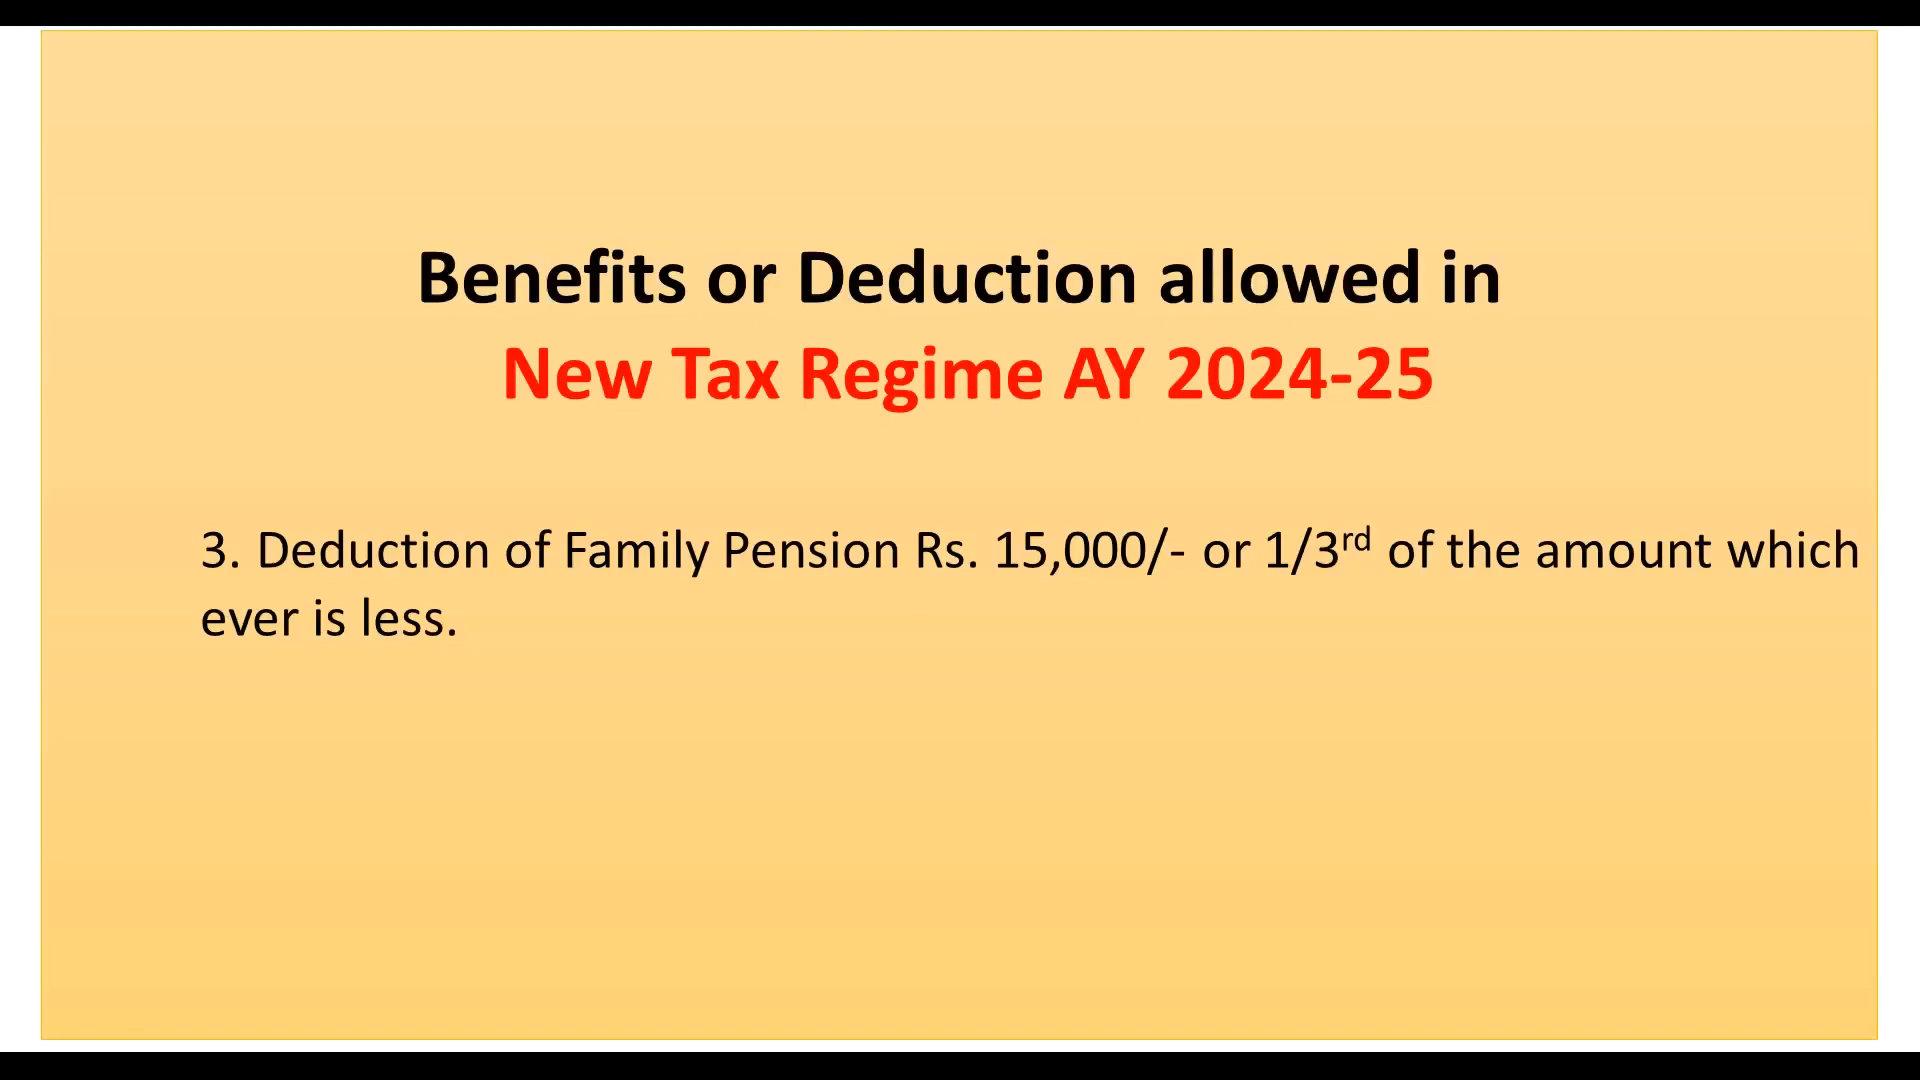 Benefits or Deduction allowed in
New Tax Regime AY 2024-25
3. Deduction of Family Pension Rs. 15,000/- or 1/3rd of the amount which
ever is less.